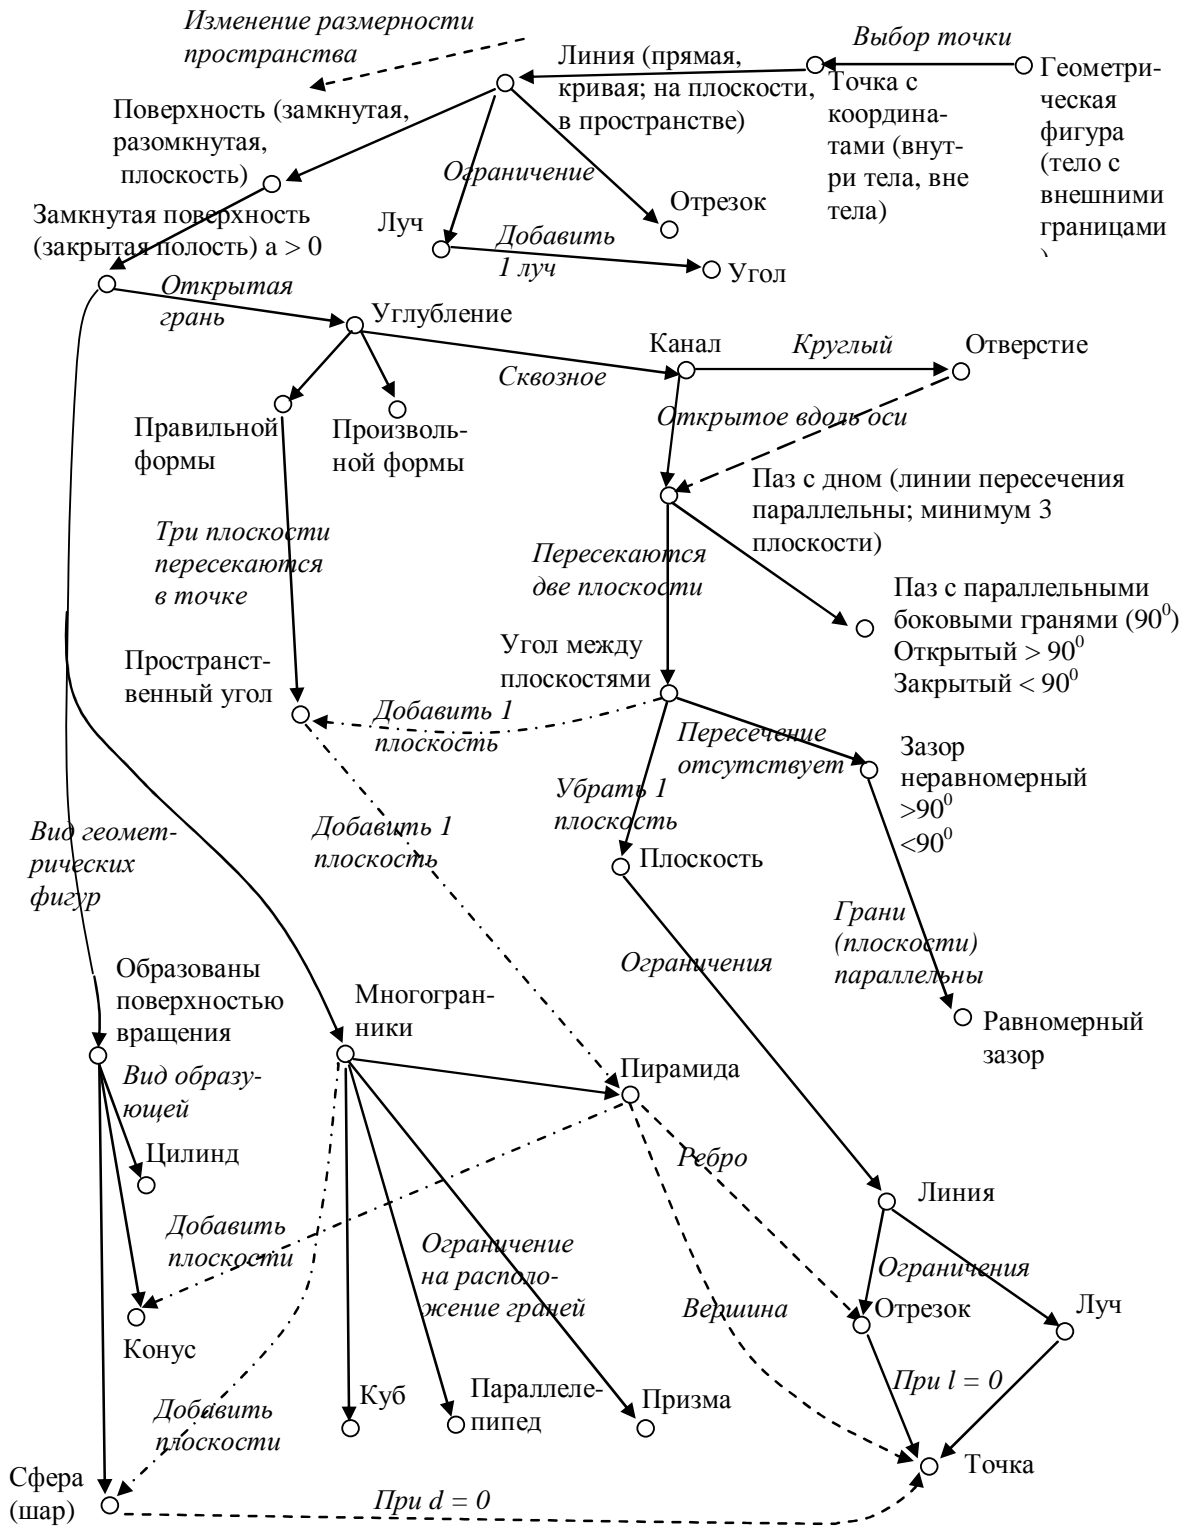 Изменение размерности
пространства
Выбор точки
Линия (прямая,
кривая; на плоскости,
в пространстве)
Точка с
координа-
тами (внут-
ри тела, вне
тела)
Геометри-
ческая
фигура
(тело с
внешними
границами
)
Поверхность (замкнутая,
разомкнутая,
плоскость)
Ограничение
Отрезок
Замкнутая поверхность
(закрытая полость) a > 0
Луч
Добавить
1 луч
Угол
Открытая
грань
Углубление
Сквозное
Канал
Круглый
Отверстие
Открытое вдоль оси
Правильной
формы
Произволь-
ной формы
Паз с дном (линии пересечения
параллельны; минимум 3
плоскости)
Три плоскости
пересекаются
в точке
Пересекаются
две плоскости
Паз с параллельными
боковыми гранями (90⁰)
Открытый > 90⁰
Закрытый < 90⁰
Пространст-
венный угол
Угол между
плоскостями
Добавить 1
плоскость
Пересечение
отсутствует
Зазор
неравномерный
>90⁰
<90⁰
Убрать 1
плоскость
Добавить 1
плоскость
Вид геомет-
рических
фигур
Плоскость
Грани
(плоскости)
параллельны
Ограничения
Образованы
поверхностью
вращения
Многогран-
ники
Равномерный
зазор
Вид образу-
ющей
Пирамида
Цилинд
Ребро
Линия
Добавить
плоскости
Ограничение
на располо-
жение граней
Ограничения
Вершина
Отрезок
Луч
Конус
Куб
Параллеле-
пипед
Призма
При l = 0
Добавить
плоскости
Точка
Сфера
(шар)
При d = 0